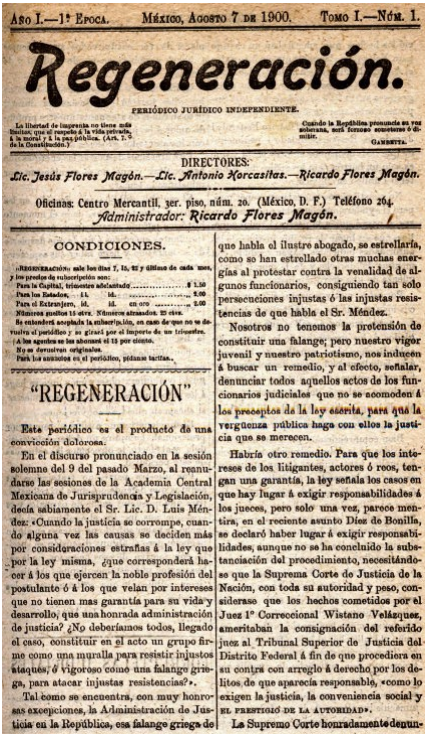 AÑO I.—1ª EPOCA.
MÉXICO, AGOSTO 7 DE 1900.
TOMO I.—NÚM. 1.
Regeneración.
PERIÓDICO JURÍDICO INDEPENDIENTE.
La libertad de imprenta no tiene más
límites, que el respeto á la vida privada,
á la moral y á la paz pública. (Art. 7.º
de la Constitución.)
Cuando la República pronuncie su voz
soberana, será forzoso someterse ó di-
mitir.
GAMBETTA.
DIRECTORES:
Lic. Jesús Flores Magón.—Lic. Antonio Horcasitas.—Ricardo Flores Magón.
Oficinas: Centro Mercantil, 3er. piso, núm. 20. (México, D. F.) Teléfono 264.
Administrador: Ricardo Flores Magón.
CONDICIONES.
«REGENERACIÓN» sale los días 7, 15, 23 y último de cada mes,
y los precios de subscripción son:
Para la Capital, trimestre adelantado $ 1.50
Para los Estados, id. id. 2.00
Para el Extranjero, id. id. en oro 2.00
Números sueltos 15 ctvs. Números atrasados, 25 ctvs.
Se entenderá aceptada la subscripción, en caso de que no se de-
vuelva el periódico y se girará por el importe de un trimestre.
A los agentes se les abonará el 15 por ciento.
No se devuelven originales.
Para los anuncios en el periódico, pídanse tarifas.
"REGENERACIÓN"
Este periódico es el producto de una
convicción dolorosa.
En el discurso pronunciado en la sesión
solemne del 9 del pasado Marzo, al reanu-
darse las sesiones de la Academia Central
Mexicana de Jurisprudencia y Legislación,
decía sabiamente el Sr. Lic. D. Luis Mén-
dez: «Cuando la justicia se corrompe, cuan-
do alguna vez las causas se deciden más
por consideraciones estrañas á la ley que
por la ley misma, ¿que corresponderá ha-
cer á los que ejercen la noble profesión del
postulante ó á los que velan por intereses
que no tienen mas garantía para su vida y
desarrollo, que una honrada administración
de justicia? ¿No deberíamos todos, llegado
el caso, constituir en el acto un grupo fir-
me como una muralla para resistir injustos
ataques, ó vigoroso como una falange grie-
ga, para atacar injustas resistencias?».
Tal como se encuentra, con muy honro-
sas excepciones, la Administración de Jus-
ticia en la República, esa falange griega de
que habla el ilustre abogado, se estrellaría,
como se han estrellado otras muchas ener-
gías al protestar contra la venalidad de al-
gunos funcionarios, consiguiendo tan solo
persecuciones injustas ó las injustas resis-
tencias de que habla el Sr. Méndez.
Nosotros no tenemos la pretensión de
constituir una falange; pero nuestro vigor
juvenil y nuestro patriotismo, nos inducen
á buscar un remedio, y al efecto, señalar,
denunciar todos aquellos actos de los fun-
cionarios judiciales que no se acomoden á
los preceptos de la ley escrita, para que la
vergüenza pública haga con ellos la justi-
cia que se merecen.
Habría otro remedio. Para que los inte-
reses de los litigantes, actores ó reos, ten-
gan una garantía, la ley señala los casos en
que hay lugar á exigir responsabilidades á
los jueces, pero solo una vez, parece men-
tira, en el reciente asunto Díez de Bonilla,
se declaró haber lugar á exigir responsabi-
lidades, aunque no se ha concluido la subs-
tanciación del procedimiento, necesitándo-
se que la Suprema Corte de Justicia de la
Nación, con toda su autoridad y peso, con-
siderase que los hechos cometidos por el
Juez 1º Correccional Wistano Velázquez,
ameritaban la consignación del referido
juez al Tribunal Superior de Justicia del
Distrito Federal á fin de que procediera en
su contra con arreglo á derecho por los de-
litos de que aparecía responsable, «como lo
exigen la justicia, la conveniencia social y
EL PRESTIGIO DE LA AUTORIDAD».
La Suprema Corte honradamente denun-